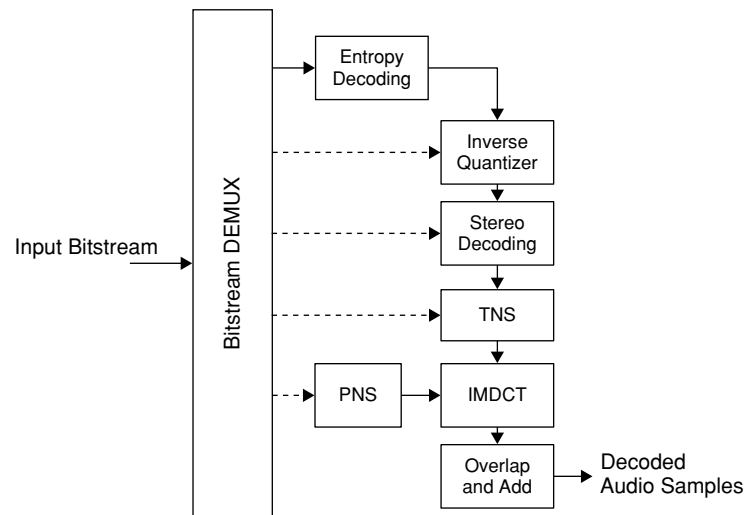 Entropy
Decoding
Inverse
Quantizer
Stereo
Decoding
Input Bitstream
Bitstream DEMUX
TNS
PNS
IMDCT
Overlap
and Add
Decoded
Audio Samples